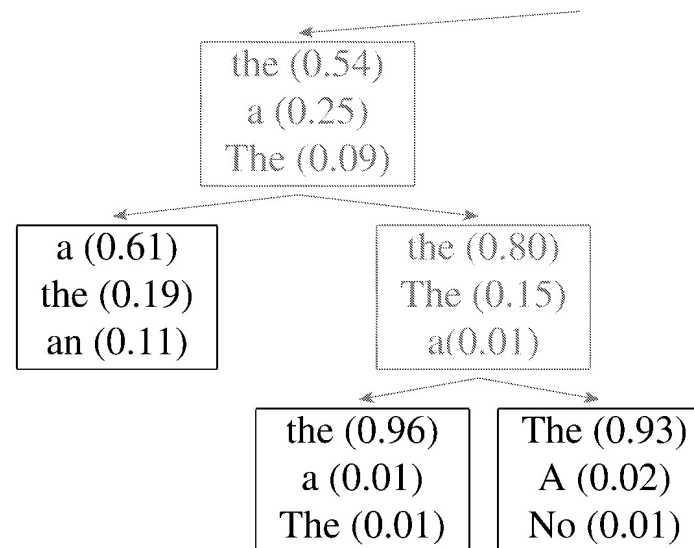 the (0.54)
a (0.25)
The (0.09)
a (0.61)
the (0.19)
an (0.11)
the (0.80)
The (0.15)
a(0.01)
the (0.96)
a (0.01)
The (0.01)
The (0.93)
A (0.02)
No (0.01)